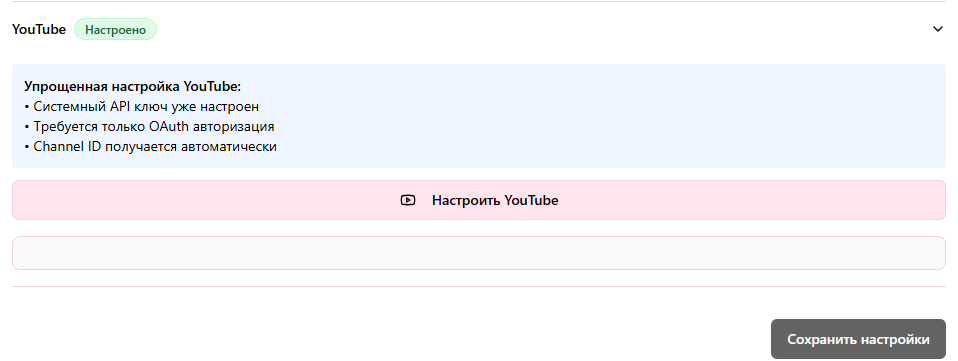 YouTube Настроено
Упрощенная настройка YouTube:
• Системный API ключ уже настроен
• Требуется только OAuth авторизация
• Channel ID получается автоматически
Настроить YouTube
Сохранить настройки